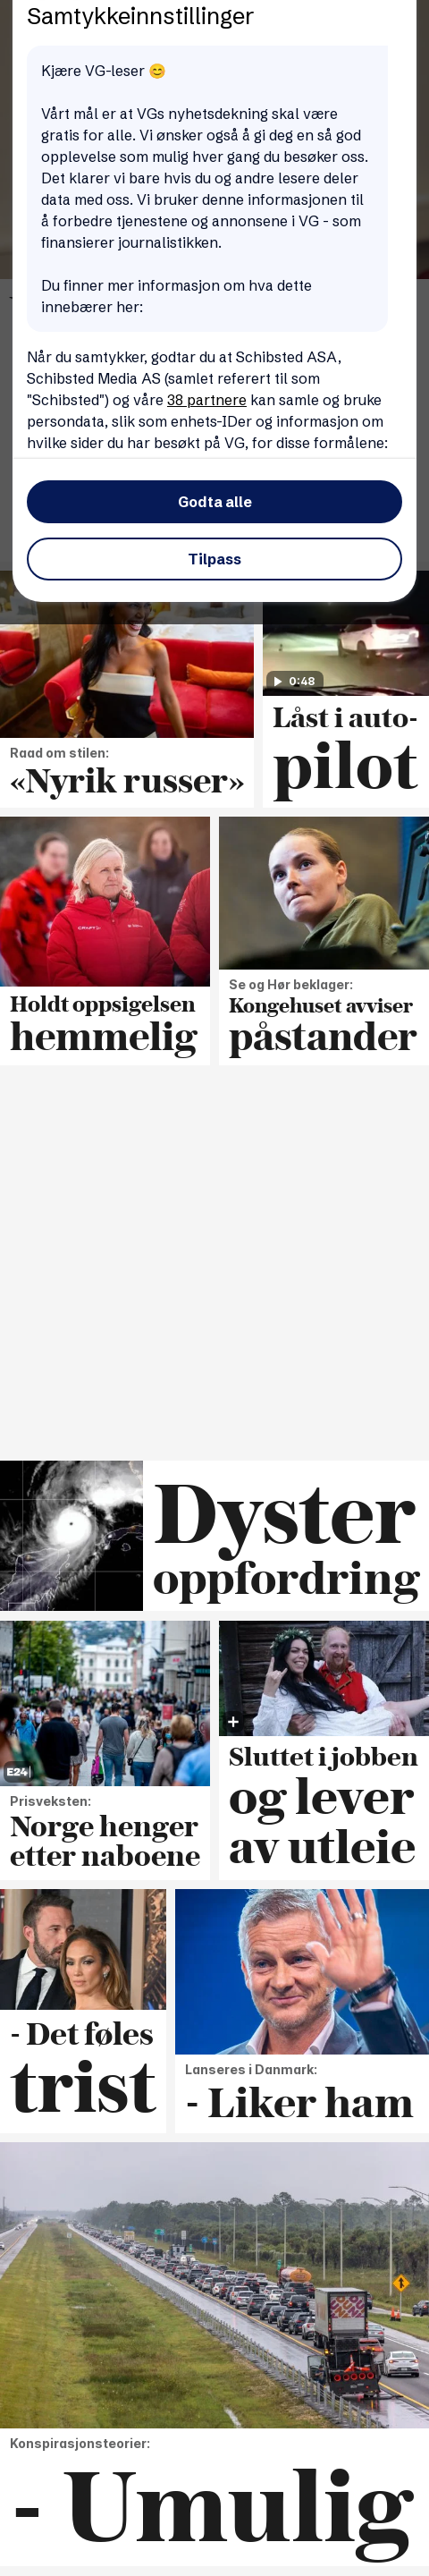 Samtykkeinnstillinger
Kjære VG-leser 😊
Vårt mål er at VGs nyhetsdekning skal være
gratis for alle. Vi ønsker også å gi deg en så god
opplevelse som mulig hver gang du besøker oss.
Det klarer vi bare hvis du og andre lesere deler
data med oss. Vi bruker denne informasjonen til
å forbedre tjenestene og annonsene i VG - som
finansierer journalistikken.
Du finner mer informasjon om hva dette
innebærer her:
Når du samtykker, godtar du at Schibsted ASA,
Schibsted Media AS (samlet referert til som
"Schibsted") og våre 38 partnere kan samle og bruke
persondata, slik som enhets-IDer og informasjon om
hvilke sider du har besøkt på VG, for disse formålene:
Godta alle
Tilpass
Raad om stilen:
«Nyrik russer»
0:48
Låst i auto-
pilot
Holdt oppsigelsen
hemmelig
Se og Hør beklager:
Kongehuset avviser
påstander
Dyster
oppfordring
E24
Prisveksten:
Norge henger
etter naboene
+
Sluttet i jobben
og lever
av utleie
- Det føles
trist
Lanseres i Danmark:
- Liker ham
Konspirasjonsteorier:
- Umulig